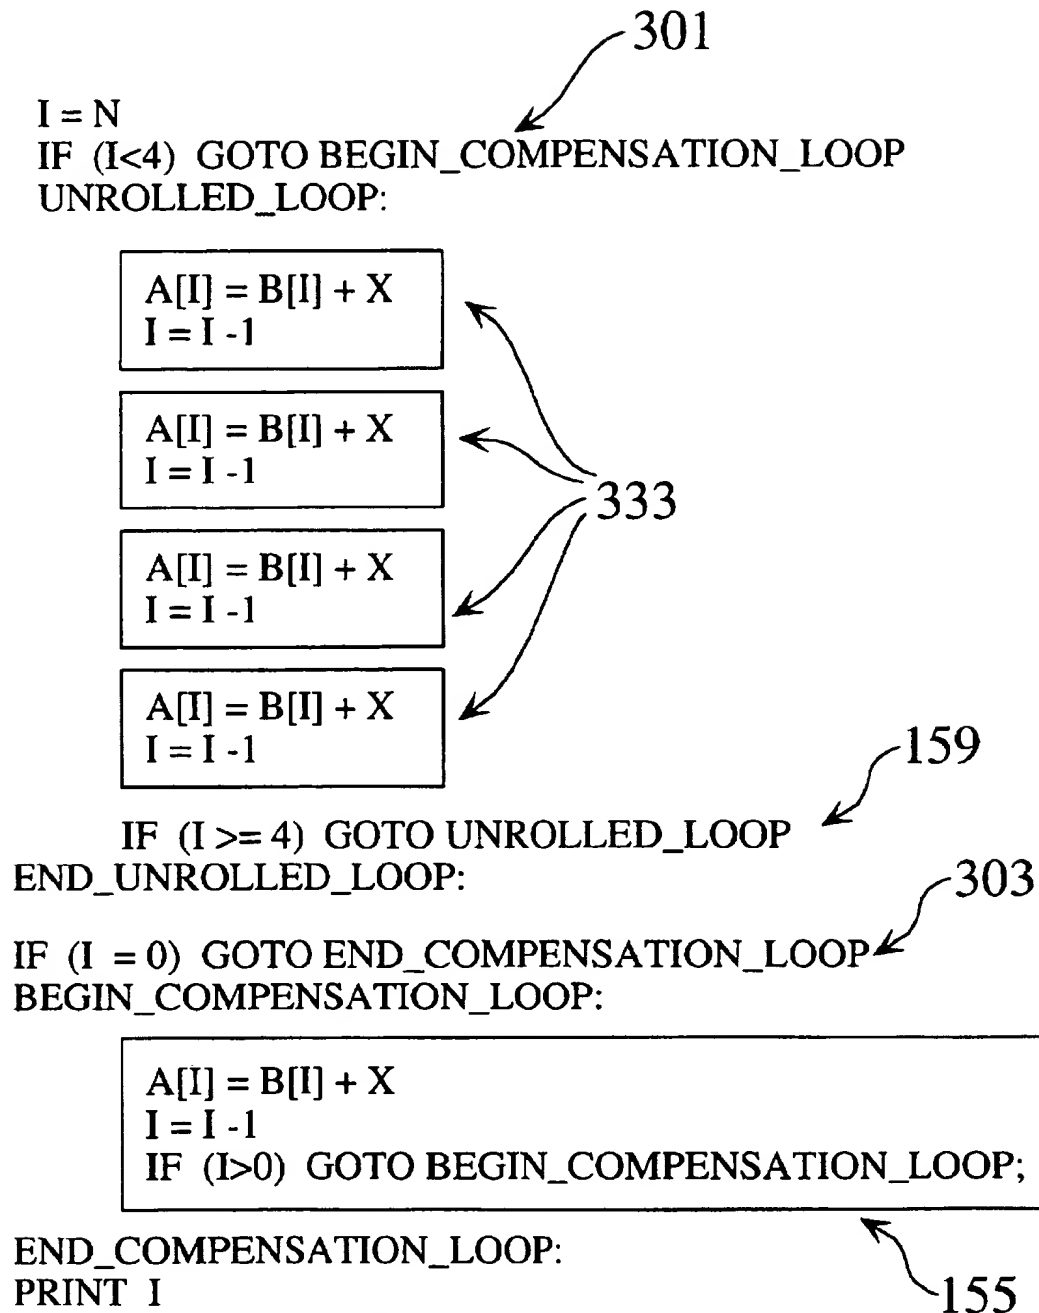 301
I = N
IF (I<4) GOTO BEGIN_COMPENSATION_LOOP
UNROLLED_LOOP:
A[I] = B[I] + X
I = I -1
A[I] = B[I] + X
I = I -1
333
A[I] = B[I] + X
I = I -1
A[I] = B[I] + X
I = I -1
159
IF (I >= 4) GOTO UNROLLED_LOOP
END_UNROLLED_LOOP:
303
IF (I = 0) GOTO END_COMPENSATION_LOOP
BEGIN_COMPENSATION_LOOP:
A[I] = B[I] + X
I = I -1
IF (I>0) GOTO BEGIN_COMPENSATION_LOOP;
END_COMPENSATION_LOOP:
PRINT I
155